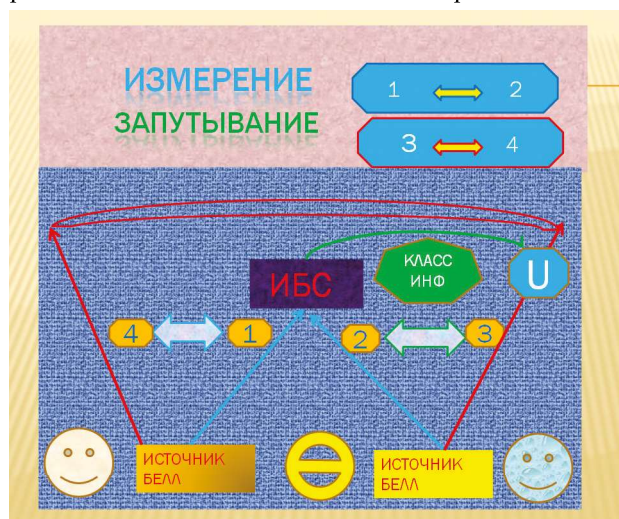 ИЗМЕРЕНИЕ
1 2
ЗАПУТЫВАНИЕ
3 4
КЛАСС
ИНФ
U
ИБС
4 1 2 3
ИСТОЧНИК
БЕЛЛ
ИСТОЧНИК
БЕЛЛ